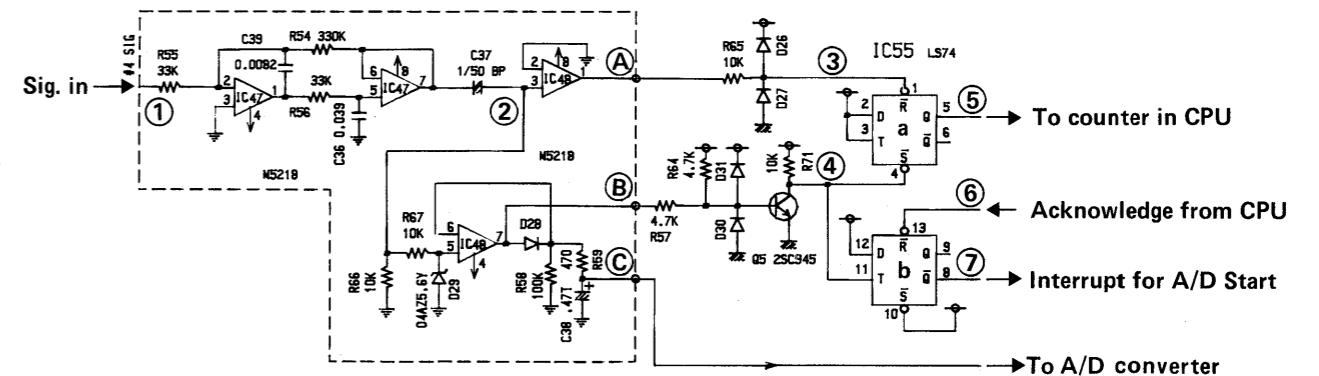 #4 SIG
R55
33K
C39
0.0082
R54 330K
33K
R56
C36 0.039
C37
1/50 BP
IC47
IC47
IC48
IC48
2
3
1
4
6
5
8
7
2
3
8
1
Sig. in
①
②
Ⓐ
R65
10K
D26
D27
③
IC55 LS74
1
R
2
D
3
T
a
Q
5
Q
6
S
4
⑤
To counter in CPU
M5218
M5218
R67
10K
R66
10K
6
5
7
4
04AZ5.6Y
D29
D28
R58
100K
470
R59
C38 .47T
+
Ⓑ
Ⓒ
4.7K
R57
R64
4.7K
D31
D30
10K
R71
Q5 2SC945
④
⑥
Acknowledge from CPU
13
R
12
D
11
T
b
Q
9
Q
8
S
10
⑦
Interrupt for A/D Start
To A/D converter